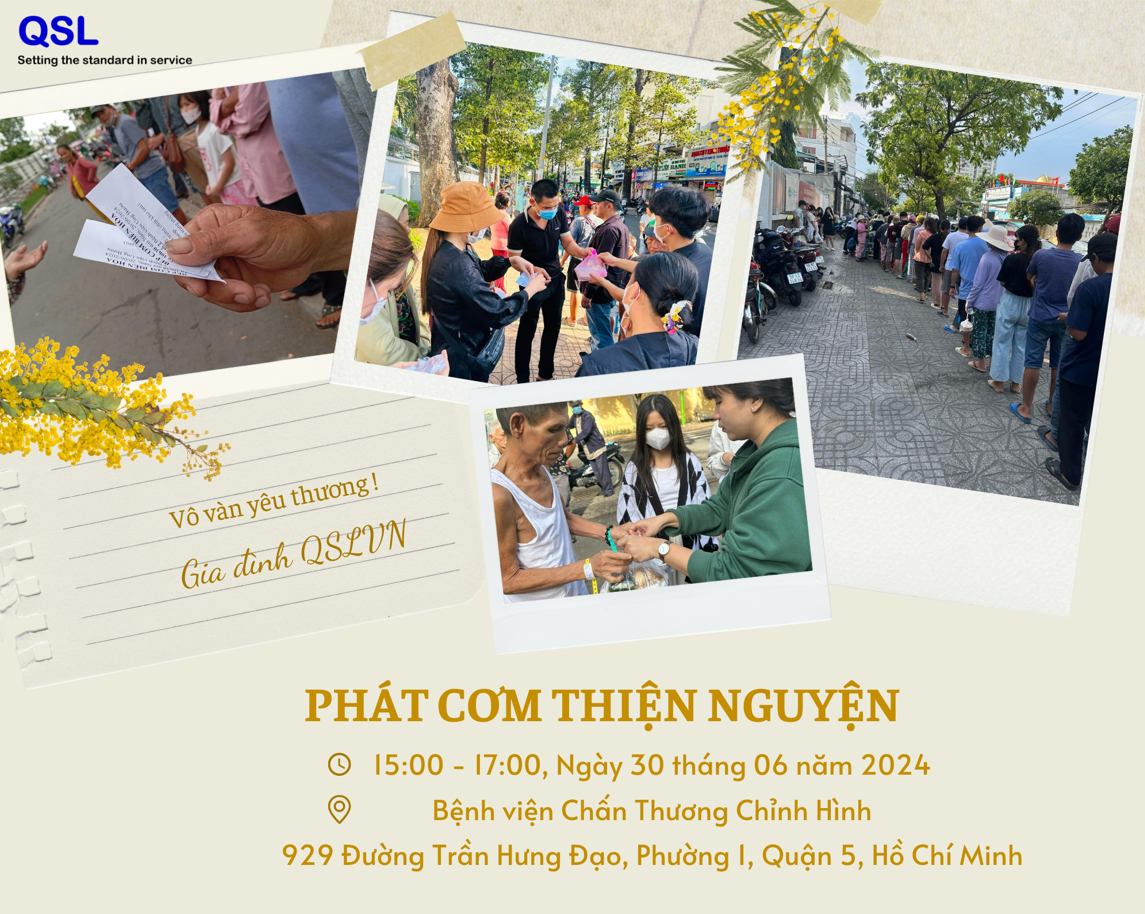 QSL
Setting the standard in service
Vô vàn yêu thương!
Gia đình QSLVN
PHÁT CƠM THIỆN NGUYỆN
15:00 - 17:00, Ngày 30 tháng 06 năm 2024
Bệnh viện Chấn Thương Chỉnh Hình
929 Đường Trần Hưng Đạo, Phường 1, Quận 5, Hồ Chí Minh